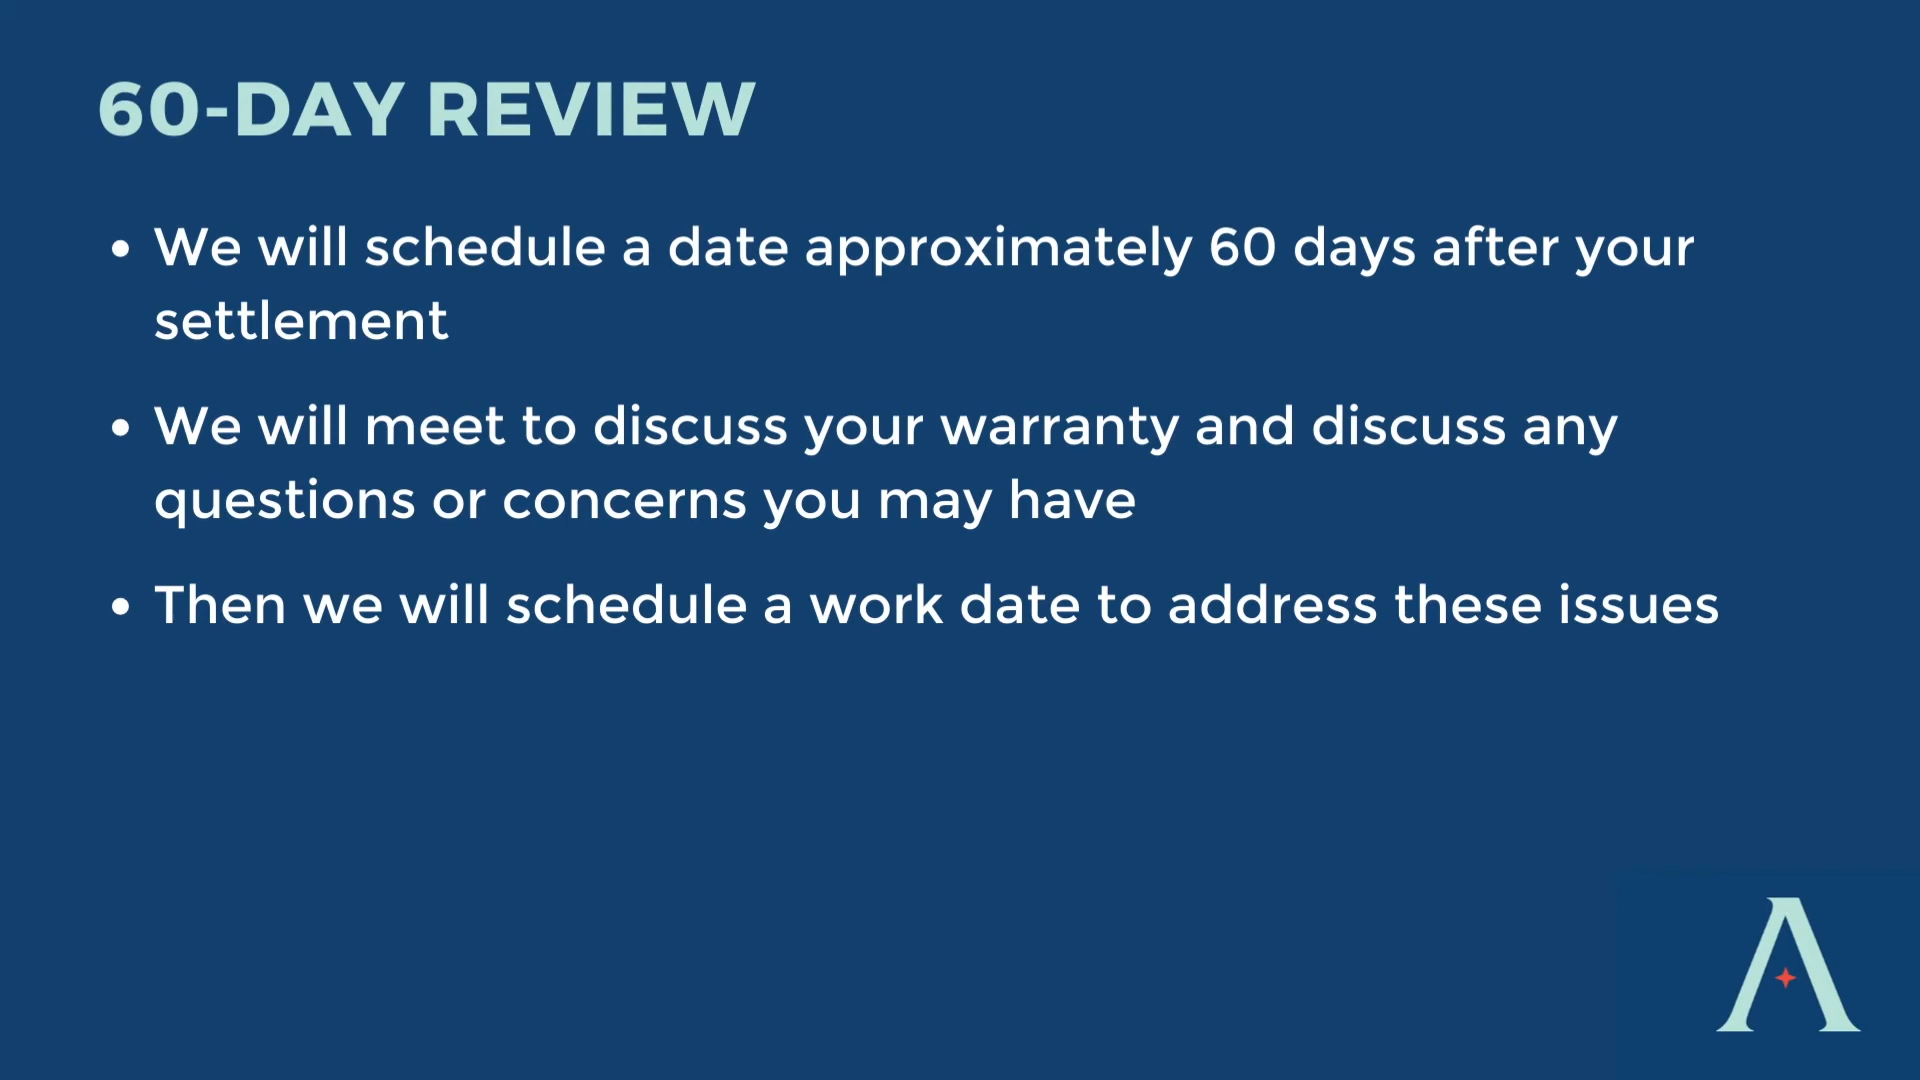 60-DAY REVIEW
• We will schedule a date approximately 60 days after your
settlement
• We will meet to discuss your warranty and discuss any
questions or concerns you may have
• Then we will schedule a work date to address these issues
A